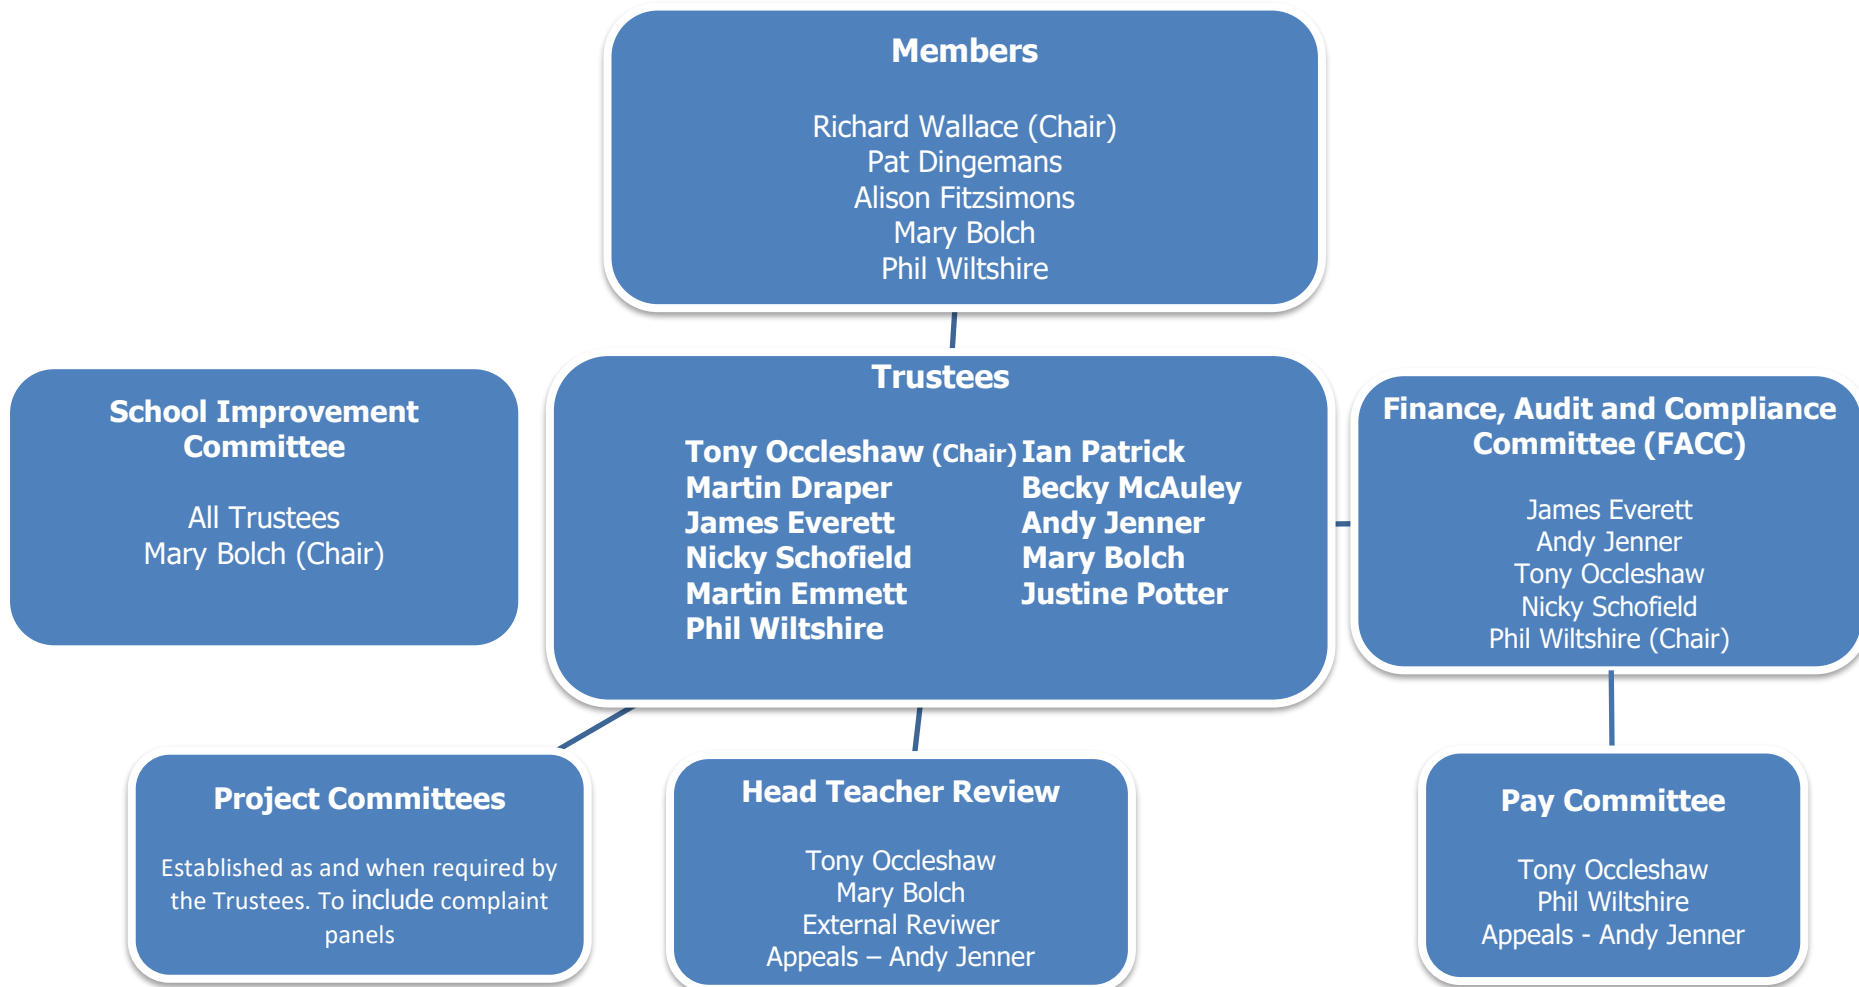 Members
Richard Wallace (Chair)
Pat Dingemans
Alison Fitzsimons
Mary Bolch
Phil Wiltshire
School Improvement
Committee
All Trustees
Mary Bolch (Chair)
Trustees
Tony Occleshaw (Chair) Ian Patrick
Martin Draper Becky McAuley
James Everett Andy Jenner
Nicky Schofield Mary Bolch
Martin Emmett Justine Potter
Phil Wiltshire
Finance, Audit and Compliance
Committee (FACC)
James Everett
Andy Jenner
Tony Occleshaw
Nicky Schofield
Phil Wiltshire (Chair)
Project Committees
Established as and when required by
the Trustees. To include complaint
panels
Head Teacher Review
Tony Occleshaw
Mary Bolch
External Reviwer
Appeals – Andy Jenner
Pay Committee
Tony Occleshaw
Phil Wiltshire
Appeals - Andy Jenner